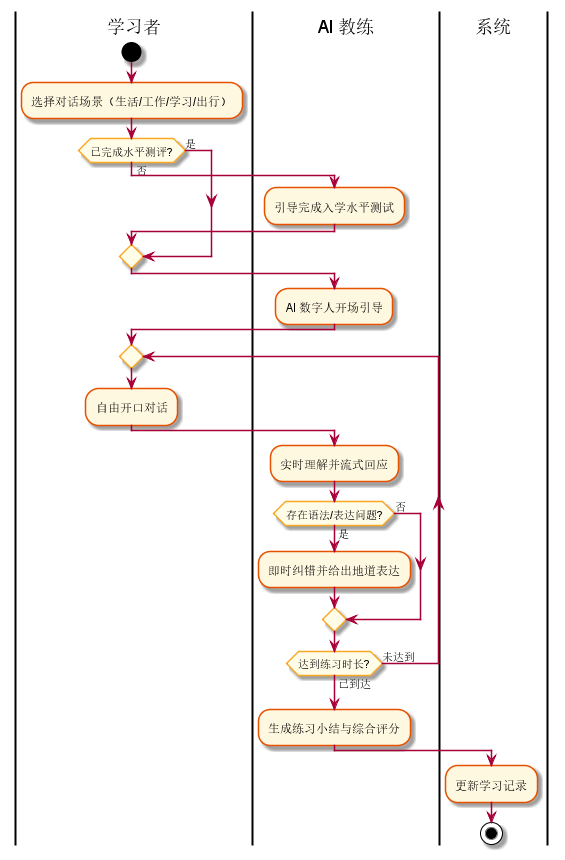 学习者
AI 教练
系统
选择对话场景（生活/工作/学习/出行）
已完成水平测评?
是
否
引导完成入学水平测试
AI 数字人开场引导
自由开口对话
实时理解并流式回应
存在语法/表达问题?
否
是
即时纠错并给出地道表达
达到练习时长?
未达到
已到达
生成练习小结与综合评分
更新学习记录